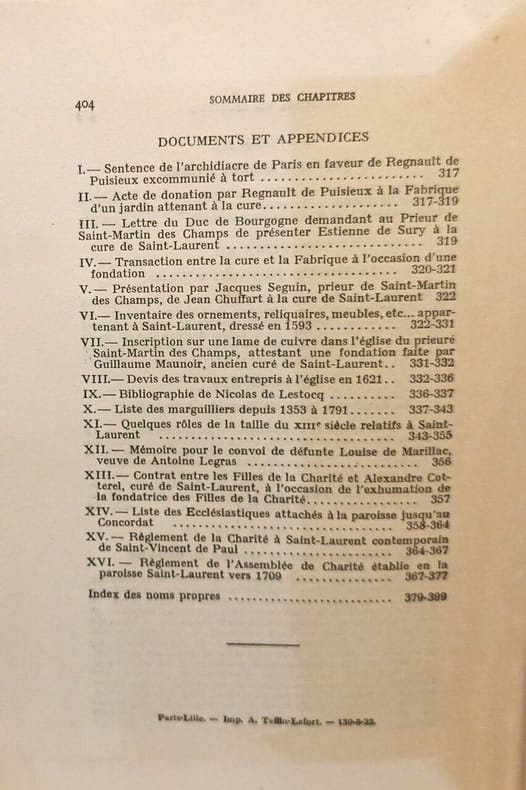 404
SOMMAIRE DES CHAPITRES
DOCUMENTS ET APPENDICES
I.— Sentence de l'archidiacre de Paris en faveur de Regnault de
Puisieux excommunié à tort ........................ 317
II.— Acte de donation par Regnault de Puisieux à la Fabrique
d'un jardin attenant à la cure.................... 317-319
III.— Lettre du Duc de Bourgogne demandant au Prieur de
Saint-Martin des Champs de présenter Estienne de Sury à la
cure de Saint-Laurent ............................ 319
IV.— Transaction entre la cure et la Fabrique à l'occasion d'une
fondation .................................. 320-321
V.— Présentation par Jacques Seguin, prieur de Saint-Martin
des Champs, de Jean Chuffart à la cure de Saint-Laurent 322
VI.— Inventaire des ornements, reliquaires, meubles, etc... appar-
tenant à Saint-Laurent, dressé en 1593 ............ 322-331
VII.— Inscription sur une lame de cuivre dans l'église du prieuré
Saint-Martin des Champs, attestant une fondation faite par
Guillaume Maunoir, ancien curé de Saint-Laurent.. 331-332
VIII.— Devis des travaux entrepris à l'église en 1621.. 332-336
IX.— Bibliographie de Nicolas de Lestocq .......... 336-337
X.— Liste des marguilliers depuis 1353 à 1791....... 337-343
XI.— Quelques rôles de la taille du XIIIe siècle relatifs à Saint-
Laurent .................................. 343-355
XII.— Mémoire pour le convoi de défunte Louise de Marillac,
veuve de Antoine Legras ........................ 356
XIII.— Contrat entre les Filles de la Charité et Alexandre Cot-
terel, curé de Saint-Laurent, à l'occasion de l'exhumation de
la fondatrice des Filles de la Charité................ 357
XIV.— Liste des Ecclésiastiques attachés à la paroisse jusqu'au
Concordat ................................ 358-364
XV.— Règlement de la Charité à Saint-Laurent contemporain
de Saint-Vincent de Paul ...................... 364-367
XVI.— Règlement de l'Assemblée de Charité établie en la
paroisse Saint-Laurent vers 1709 .............. 367-377
Index des noms propres ........................ 379-399
Paris-Lille. — Imp. A. Taffin-Lefort. — 139-8-22.